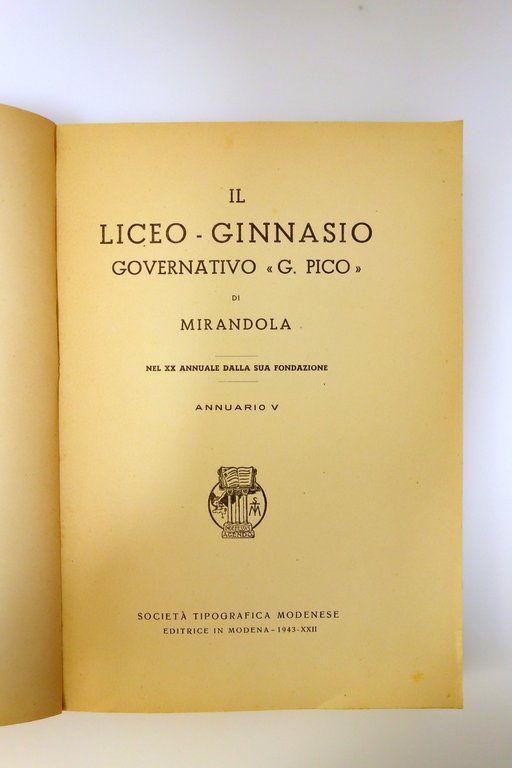 IL
LICEO - GINNASIO
GOVERNATIVO « G. PICO »
DI
MIRANDOLA
NEL XX ANNUALE DALLA SUA FONDAZIONE
ANNUARIO V
AGENDO
SOCIETÀ TIPOGRAFICA MODENESE
EDITRICE IN MODENA - 1943-XXII